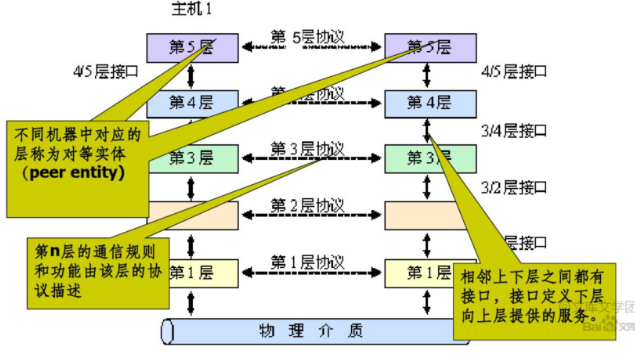 主机1
第5层
第 5层协议
第5层
4/5层接口
4/5层接口
第4层
层协议
第4层
不同机器中对应的
层称为对等实体
（peer entity)
3/4层接口
第3层
第3层协议
第3层
3/2层接口
第2层协议
层接口
第n层的通信规则
和功能由该层的协
议描述
第1层
第1层协议
第1层
相邻上下层之间都有
接口，接口定义下层
向上层提供的服务。
物 理 介 质